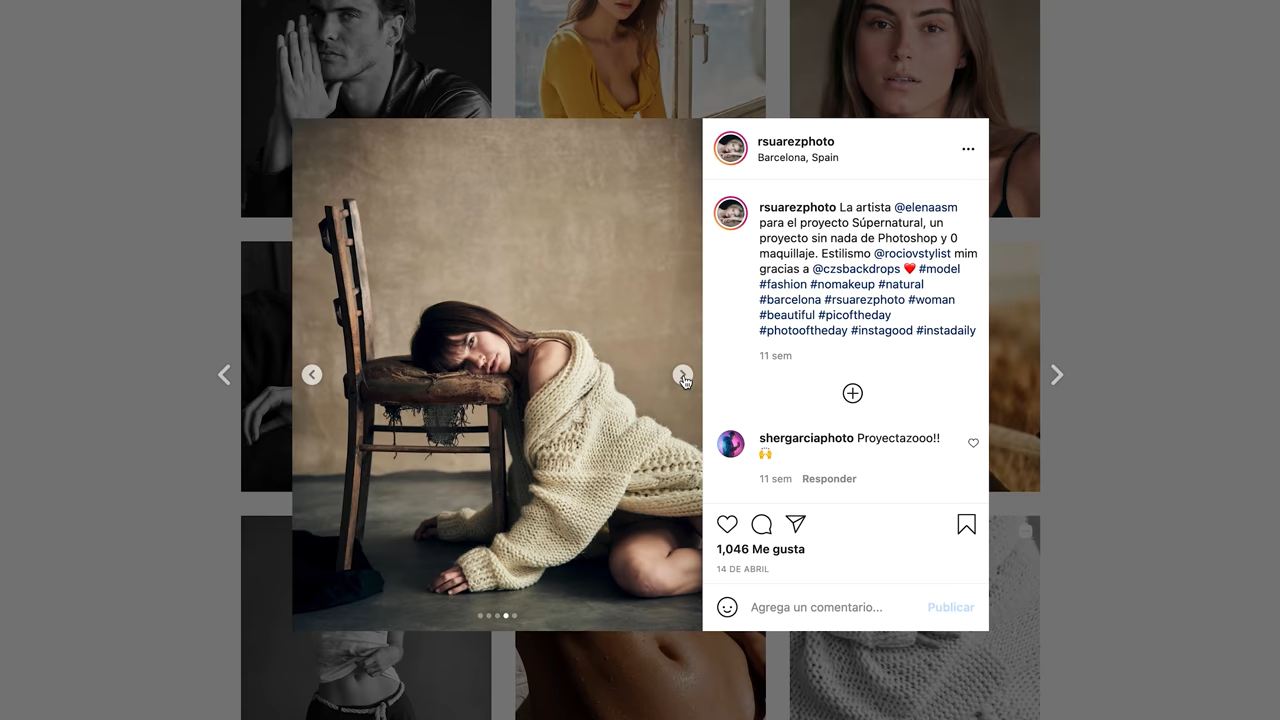 rsuarezphoto
Barcelona, Spain
rsuarezphoto La artista @elenaasm
para el proyecto Súpernatural, un
proyecto sin nada de Photoshop y 0
maquillaje. Estilismo @rociovstylist mim
gracias a @czsbackdrops ❤️ #model
#fashion #nomakeup #natural
#barcelona #rsuarezphoto #woman
#beautiful #picoftheday
#photooftheday #instagood #instadaily
11 sem
shergarciaphoto Proyectazooo!!
🙌
11 sem Responder
1,046 Me gusta
14 DE ABRIL
Agrega un comentario... Publicar